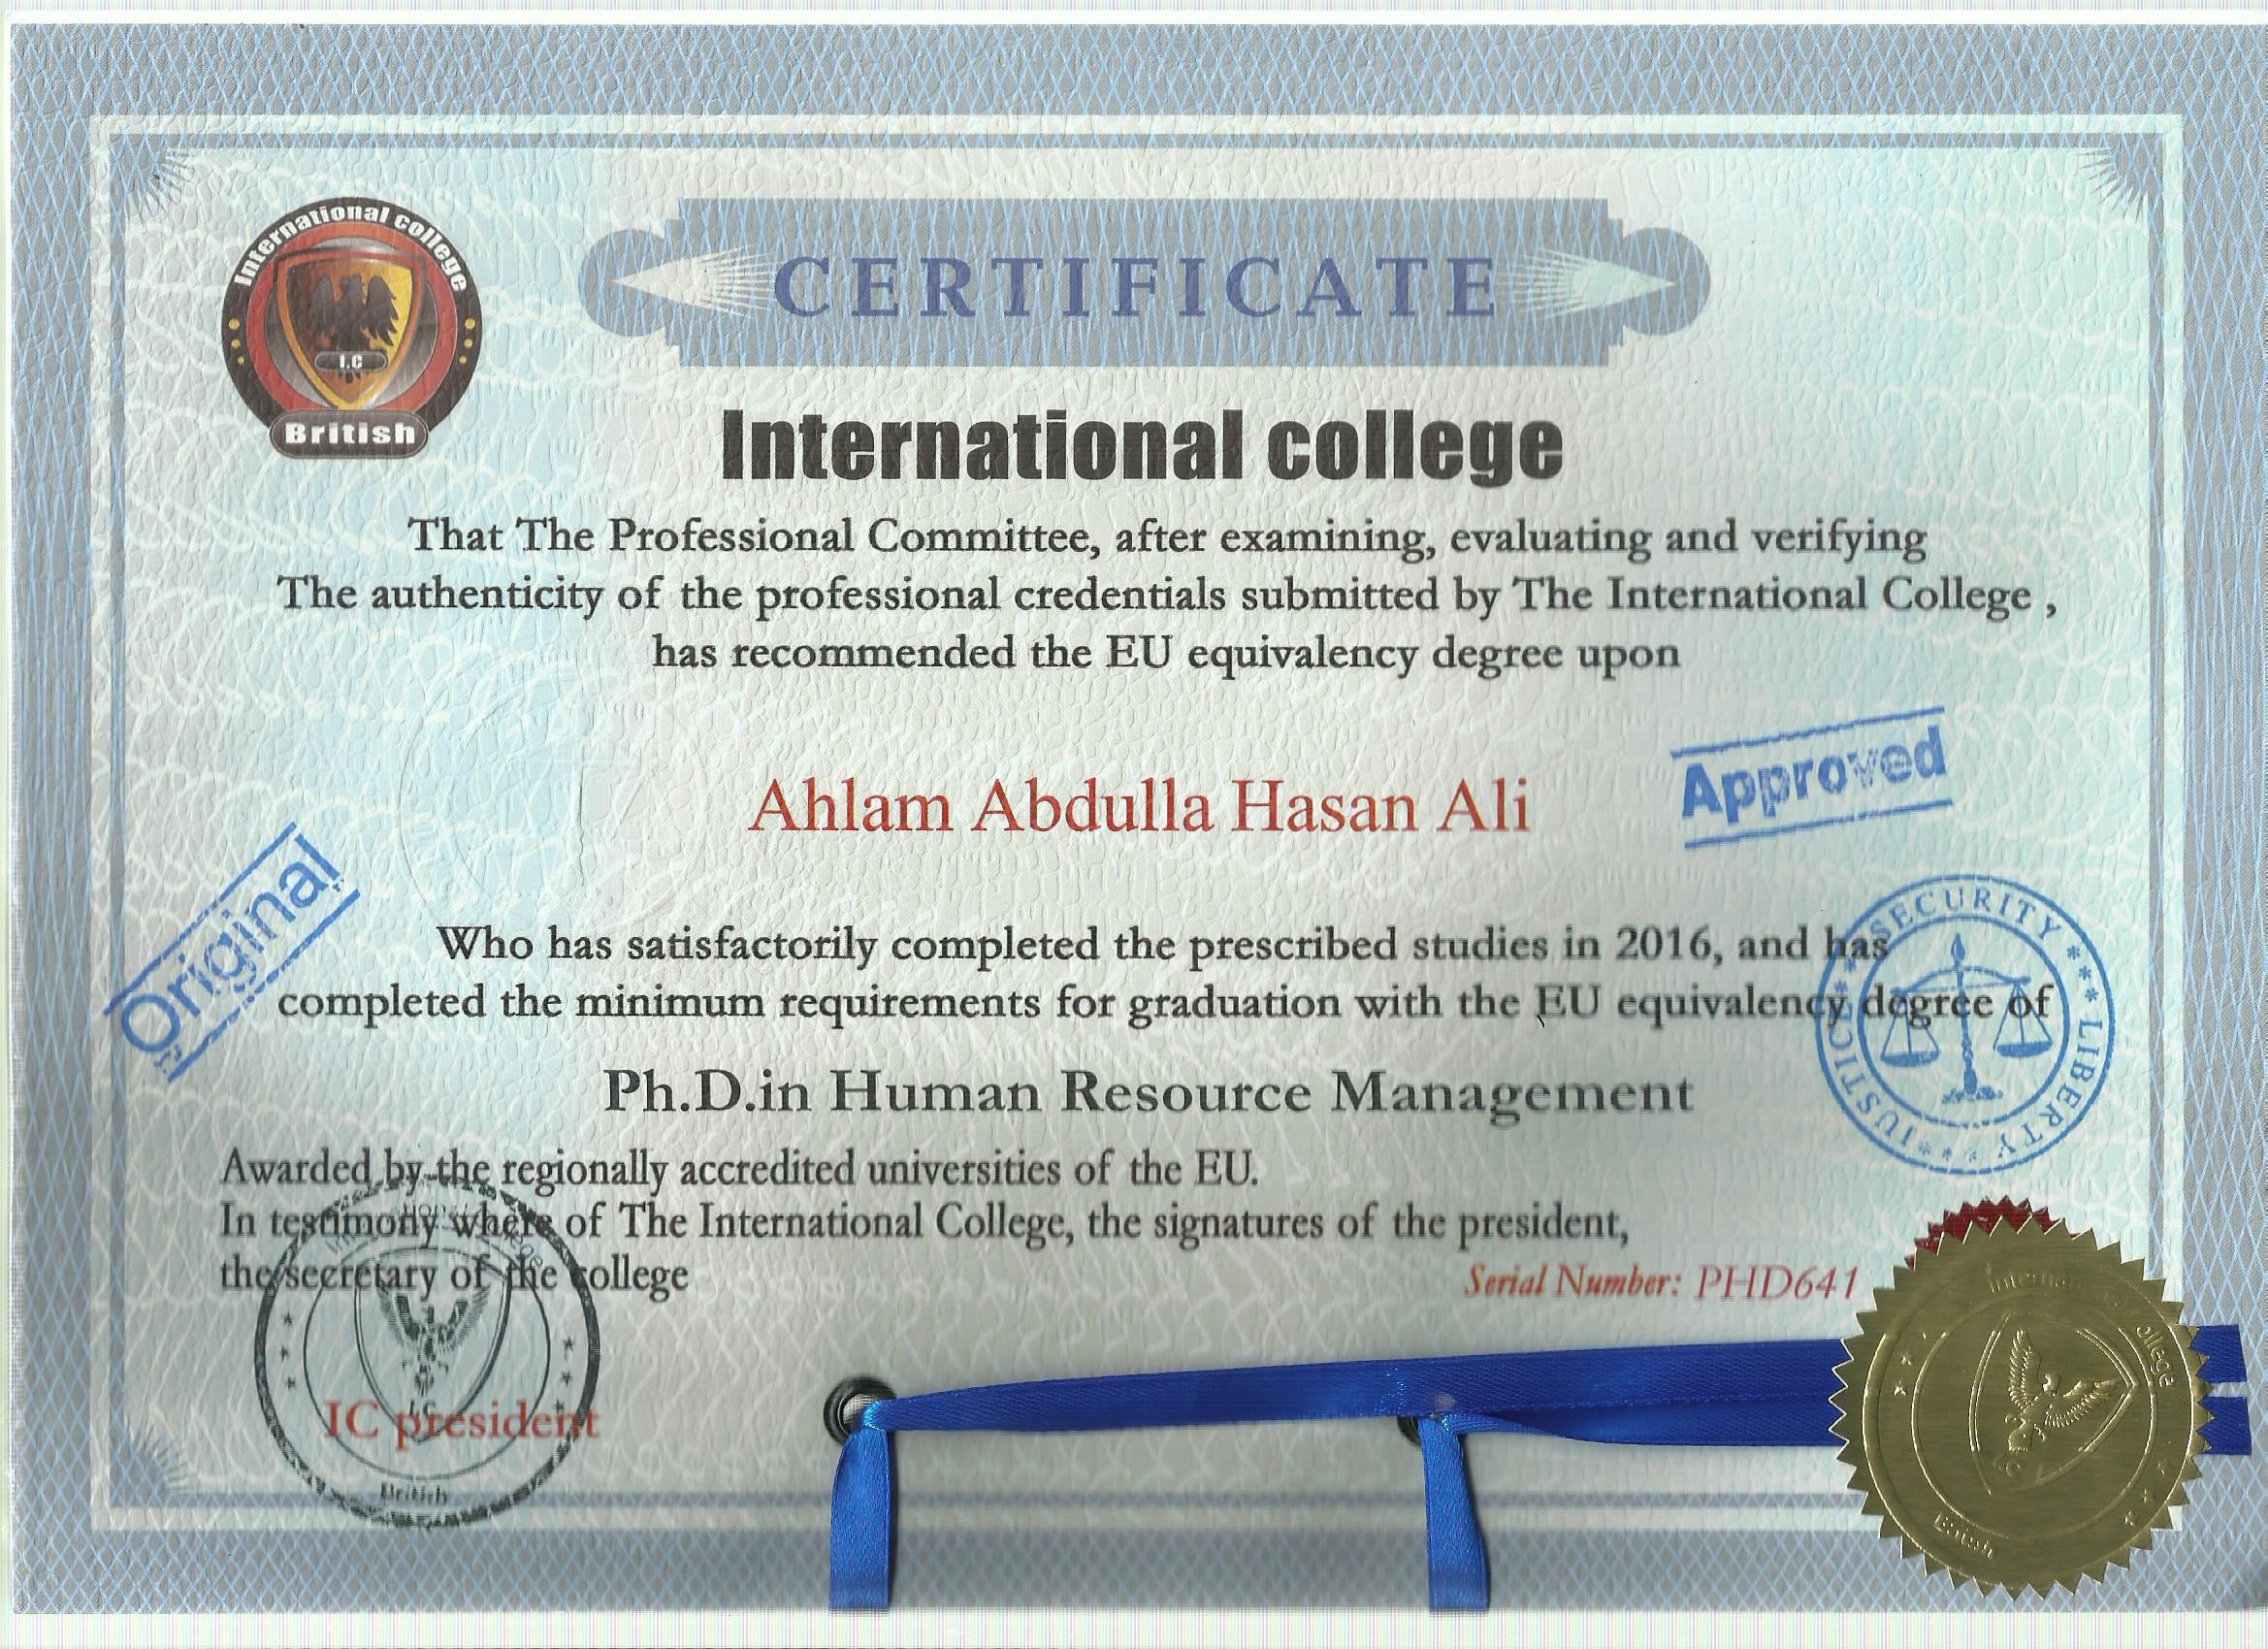 CERTIFICATE
International college
British
I.C
International college
That The Professional Committee, after examining, evaluating and verifying
The authenticity of the professional credentials submitted by The International College ,
has recommended the EU equivalency degree upon
Approved
Ahlam Abdulla Hasan Ali
Original
Who has satisfactorily completed the prescribed studies in 2016, and has
completed the minimum requirements for graduation with the EU equivalency degree of
SECURITY *** LIBERTY *** JUSTICE ***
Ph.D.in Human Resource Management
Awarded by the regionally accredited universities of the EU.
In testimony where of The International College, the signatures of the president,
the secretary of the college
Serial Number: PHD641
IC president
British
College
British